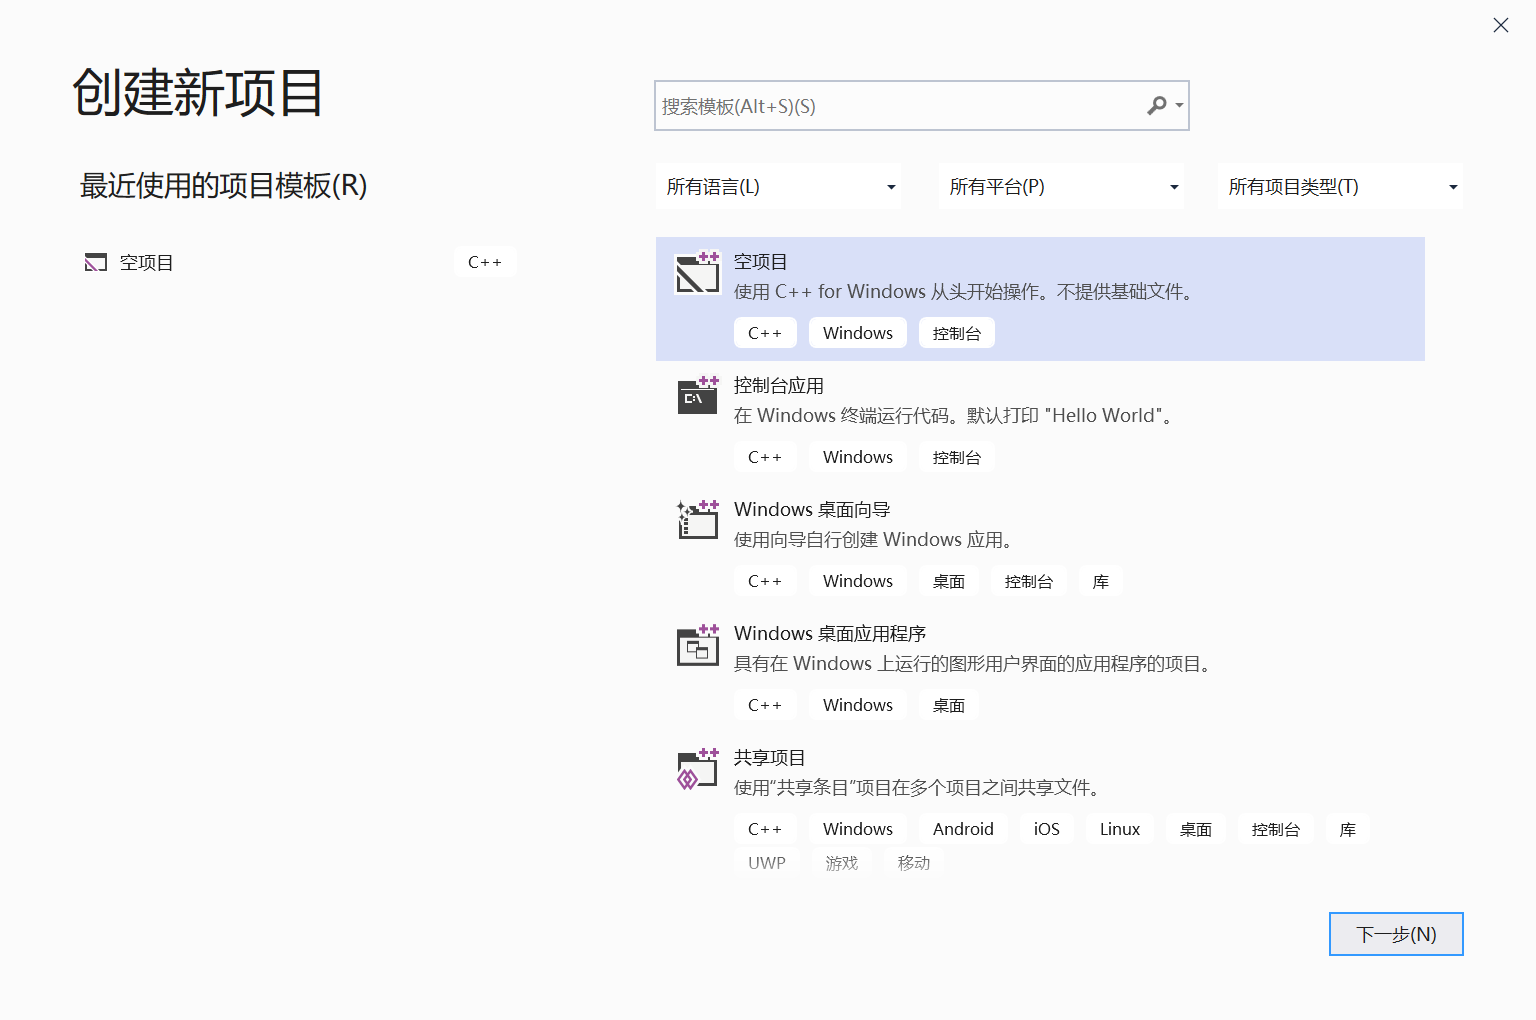 创建新项目
搜索模板(Alt+S)(S)
最近使用的项目模板(R)
所有语言(L) 所有平台(P) 所有项目类型(T)
空项目 C++
空项目
使用 C++ for Windows 从头开始操作。不提供基础文件。
C++ Windows 控制台
C:\
控制台应用
在 Windows 终端运行代码。默认打印 "Hello World"。
C++ Windows 控制台
Windows 桌面向导
使用向导自行创建 Windows 应用。
C++ Windows 桌面 控制台 库
Windows 桌面应用程序
具有在 Windows 上运行的图形用户界面的应用程序的项目。
C++ Windows 桌面
共享项目
使用“共享条目”项目在多个项目之间共享文件。
C++ Windows Android iOS Linux 桌面 控制台 库
UWP 游戏 移动
下一步(N)